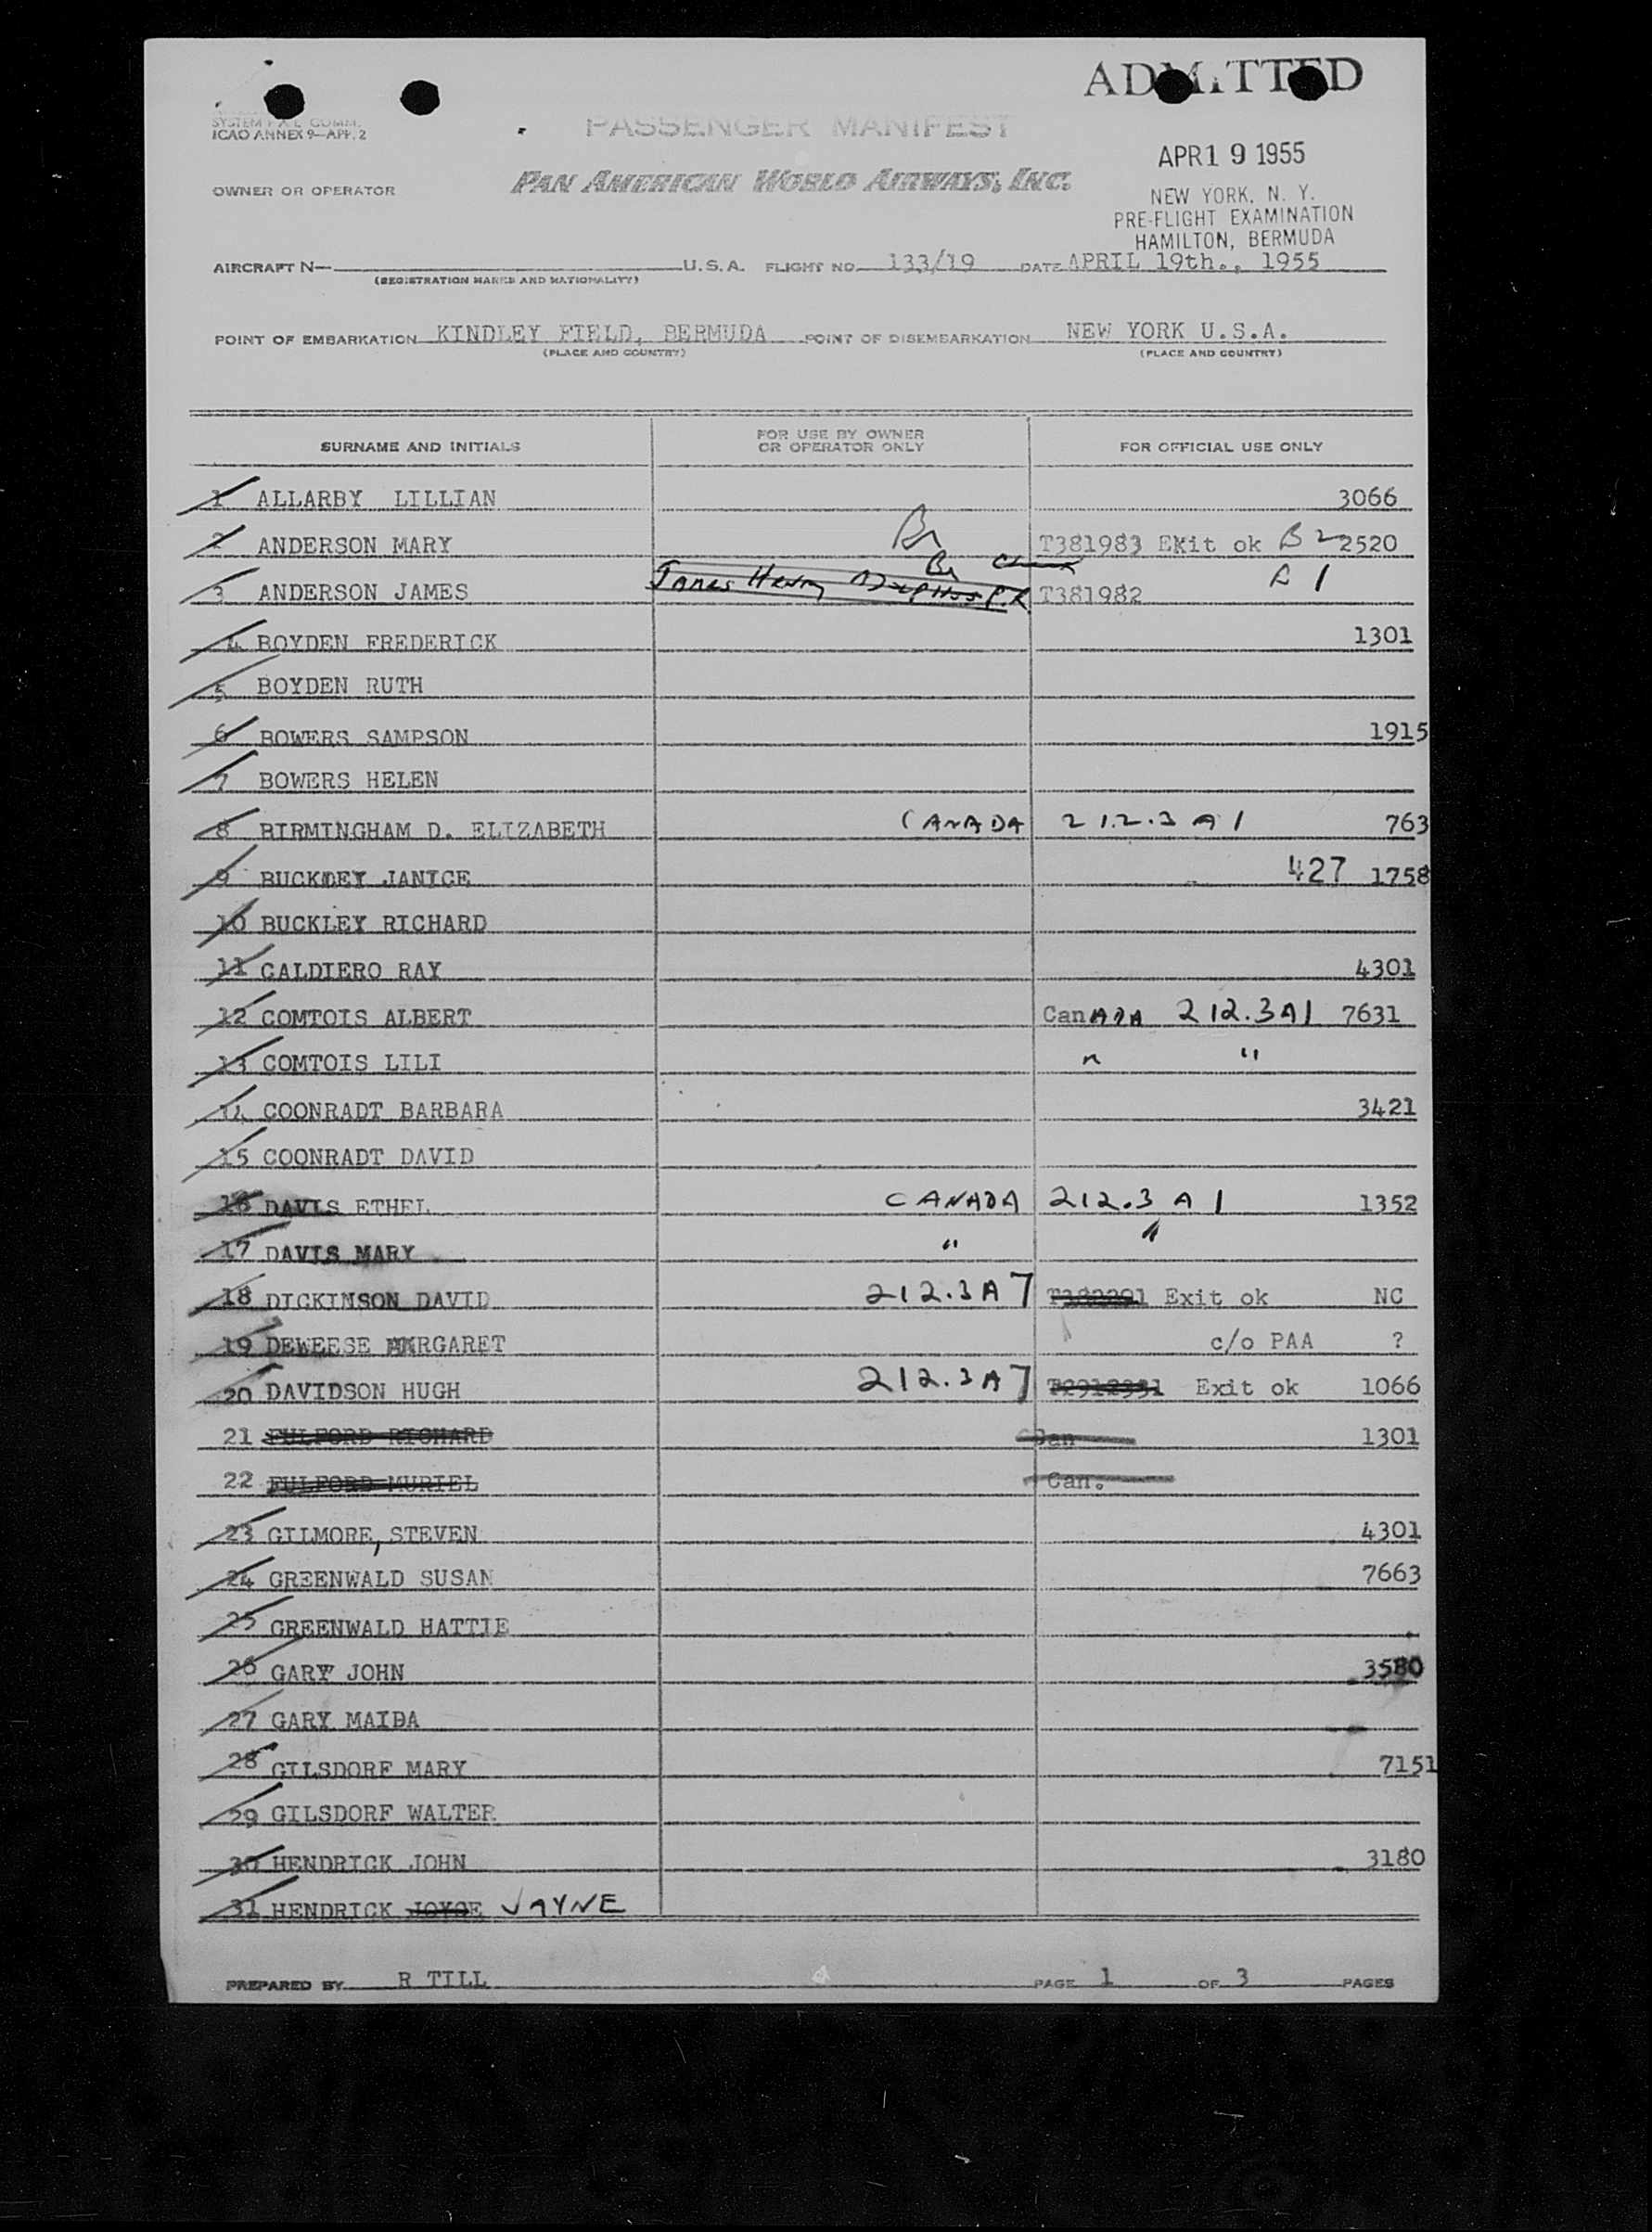 ADMITTED
SYSTEM P.A.L. COMM.
ICAO ANNEX 9—APP. 2
PASSENGER MANIFEST
APR 19 1955
OWNER OR OPERATOR PAN AMERICAN WORLD AIRWAYS, INC.
NEW YORK, N. Y.
PRE-FLIGHT EXAMINATION
HAMILTON, BERMUDA
AIRCRAFT N— U.S.A. FLIGHT NO. 133/19 DATE APRIL 19th., 1955
(REGISTRATION MARKS AND NATIONALITY)
POINT OF EMBARKATION KINDLEY FIELD, BERMUDA POINT OF DISEMBARKATION NEW YORK U.S.A.
(PLACE AND COUNTRY) (PLACE AND COUNTRY)
SURNAME AND INITIALS FOR USE BY OWNER OR OPERATOR ONLY FOR OFFICIAL USE ONLY
1 ALLARBY LILLIAN 3066
2 ANDERSON MARY Br T381983 EXit ok B2 2520
3 ANDERSON JAMES James Henry Br T381982 B1
4 BOYDEN FREDERICK 1301
5 BOYDEN RUTH
6 BOWERS SAMPSON 1915
7 BOWERS HELEN
8 BIRMINGHAM D. ELIZABETH CANADA 212.3 A1 763
9 BUCKLEY JANICE 427 1758
10 BUCKLEY RICHARD
11 CALDIERO RAY 4301
12 COMTOIS ALBERT CanADA 212.3A1 7631
13 COMTOIS LILI " "
14 COONRADT BARBARA 3421
15 COONRADT DAVID
16 DAVIS ETHEL CANADA 212.3 A1 1352
17 DAVIS MARY " "
18 DICKINSON DAVID 212.3A7 Exit ok NC
19 DEWEESE MARGARET c/o PAA ?
20 DAVIDSON HUGH 212.3A7 Exit ok 1066
21 FULFORD RICHARD Can 1301
22 FULFORD MURIEL Can.
23 GILMORE, STEVEN 4301
24 GREENWALD SUSAN 7663
25 GREENWALD HATTIE
26 GARY JOHN 3580
27 GARY MAIDA
28 GILSDORF MARY 7151
29 GILSDORF WALTER
30 HENDRICK JOHN 3180
31 HENDRICK JOYCE JAYNE
PREPARED BY R TILL PAGE 1 OF 3 PAGES